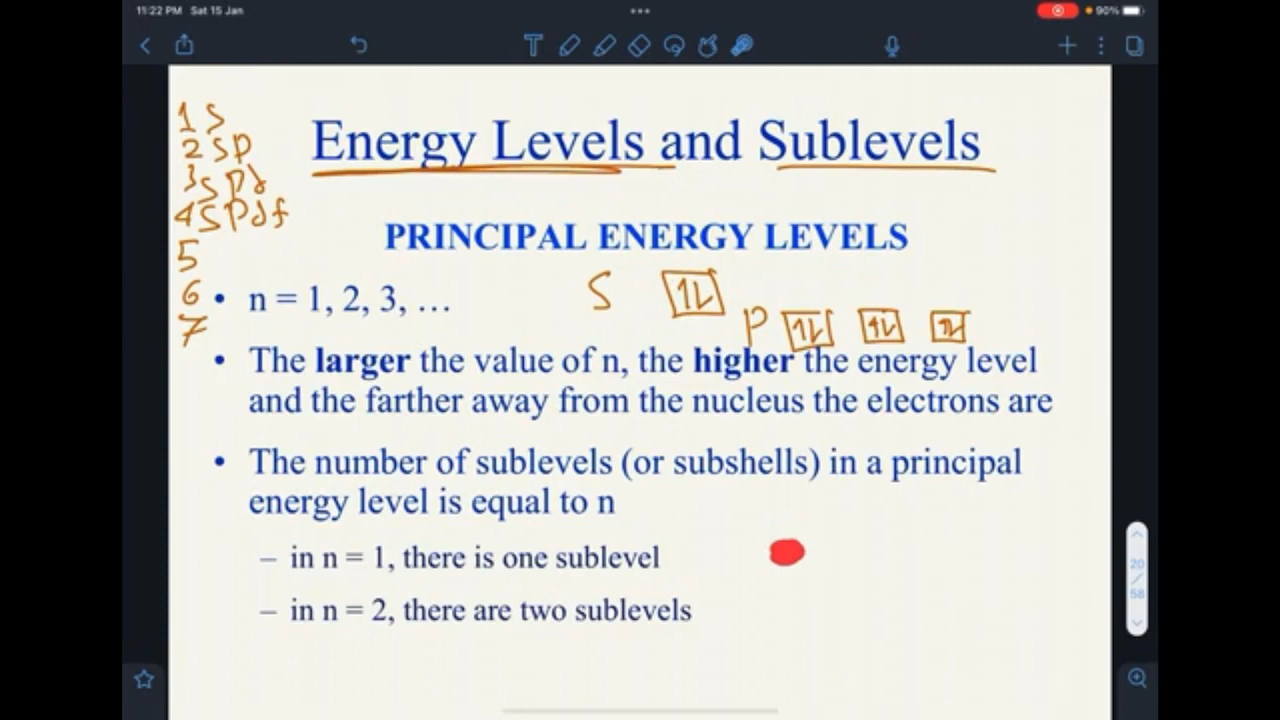 11:22 PM Sat 15 Jan
90%
1 S
2 S P
3 S P d
4 S P d f
5
6
7
Energy Levels and Sublevels
PRINCIPAL ENERGY LEVELS
• n = 1, 2, 3, …
S
P
• The larger the value of n, the higher the energy level
and the farther away from the nucleus the electrons are
• The number of sublevels (or subshells) in a principal
energy level is equal to n
– in n = 1, there is one sublevel
– in n = 2, there are two sublevels
20
/
58